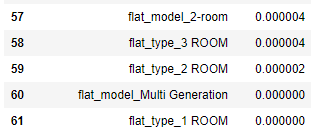 57 flat_model_2-room 0.000004
58 flat_type_3 ROOM 0.000004
59 flat_type_2 ROOM 0.000002
60 flat_model_Multi Generation 0.000000
61 flat_type_1 ROOM 0.000000